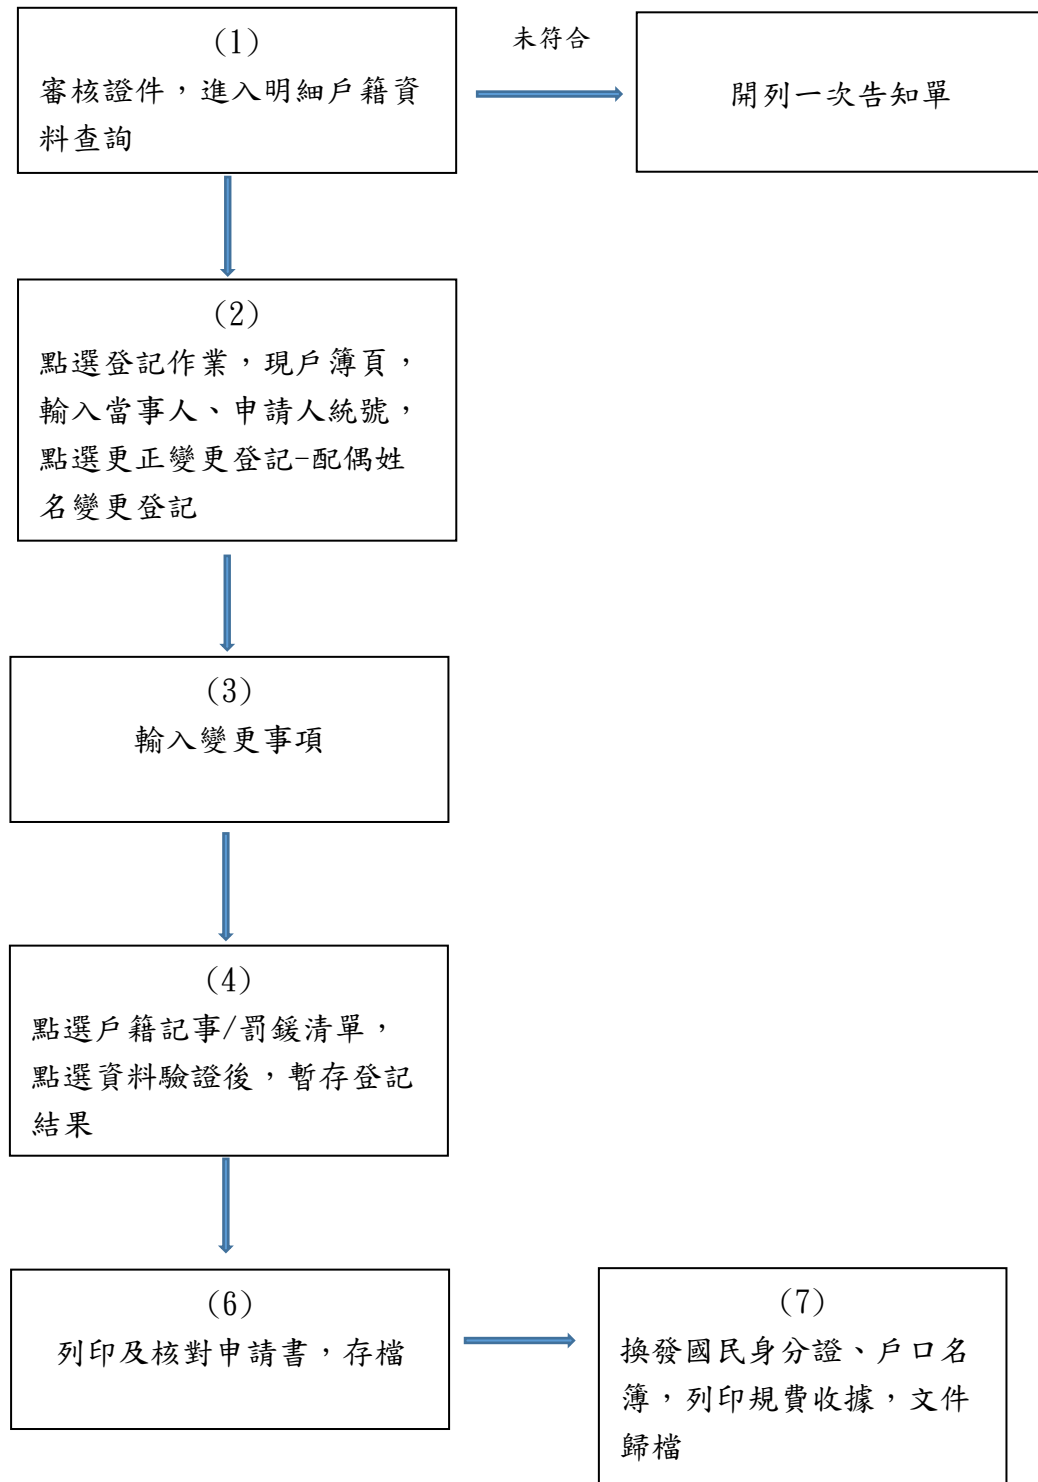 (1)
審核證件，進入明細戶籍資
料查詢
未符合
開列一次告知單
(2)
點選登記作業，現戶簿頁，
輸入當事人、申請人統號，
點選更正變更登記-配偶姓
名變更登記
(3)
輸入變更事項
(4)
點選戶籍記事/罰鍰清單，
點選資料驗證後，暫存登記
結果
(6)
列印及核對申請書，存檔
(7)
換發國民身分證、戶口名
簿，列印規費收據，文件
歸檔